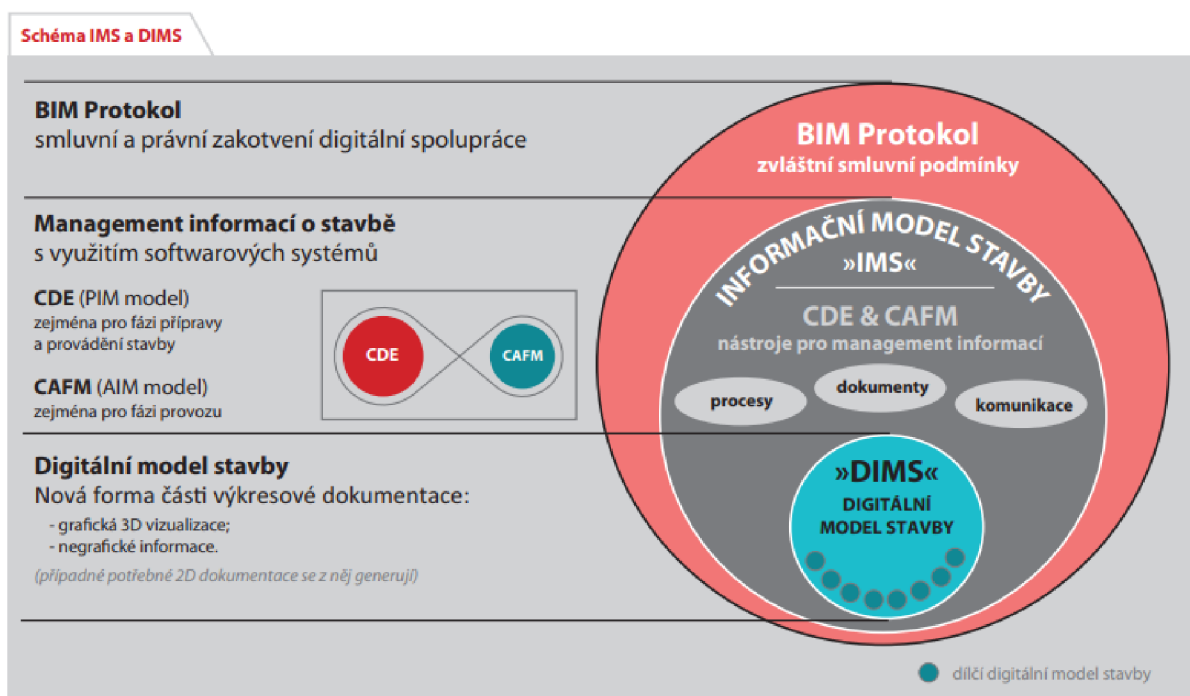 Schéma IMS a DIMS
BIM Protokol
smluvní a právní zakotvení digitální spolupráce
Management informací o stavbě
s využitím softwarových systémů
CDE (PIM model)
zejména pro fázi přípravy
a provádění stavby
CAFM (AIM model)
zejména pro fázi provozu
CDE
CAFM
Digitální model stavby
Nová forma části výkresové dokumentace:
- grafická 3D vizualizace;
- negrafické informace.
(případné potřebné 2D dokumentace se z něj generují)
BIM Protokol
zvláštní smluvní podmínky
INFORMAČNÍ MODEL STAVBY
»IMS«
CDE & CAFM
nástroje pro management informací
procesy
dokumenty
komunikace
»DIMS«
DIGITÁLNÍ
MODEL STAVBY
dílčí digitální model stavby